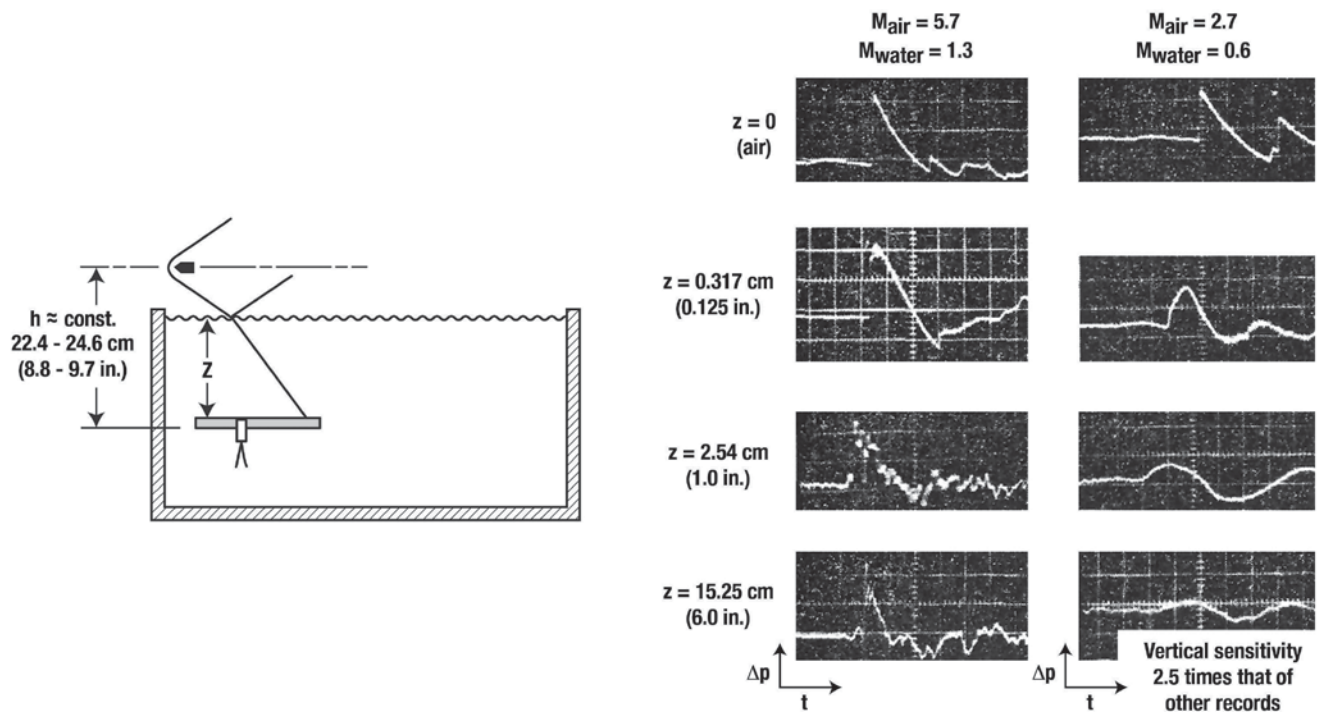 h ≈ const.
22.4 - 24.6 cm
(8.8 - 9.7 in.)
Z
M_air = 5.7
M_water = 1.3
M_air = 2.7
M_water = 0.6
z = 0
(air)
z = 0.317 cm
(0.125 in.)
z = 2.54 cm
(1.0 in.)
z = 15.25 cm
(6.0 in.)
Δp
t
Δp
t
Vertical sensitivity
2.5 times that of
other records